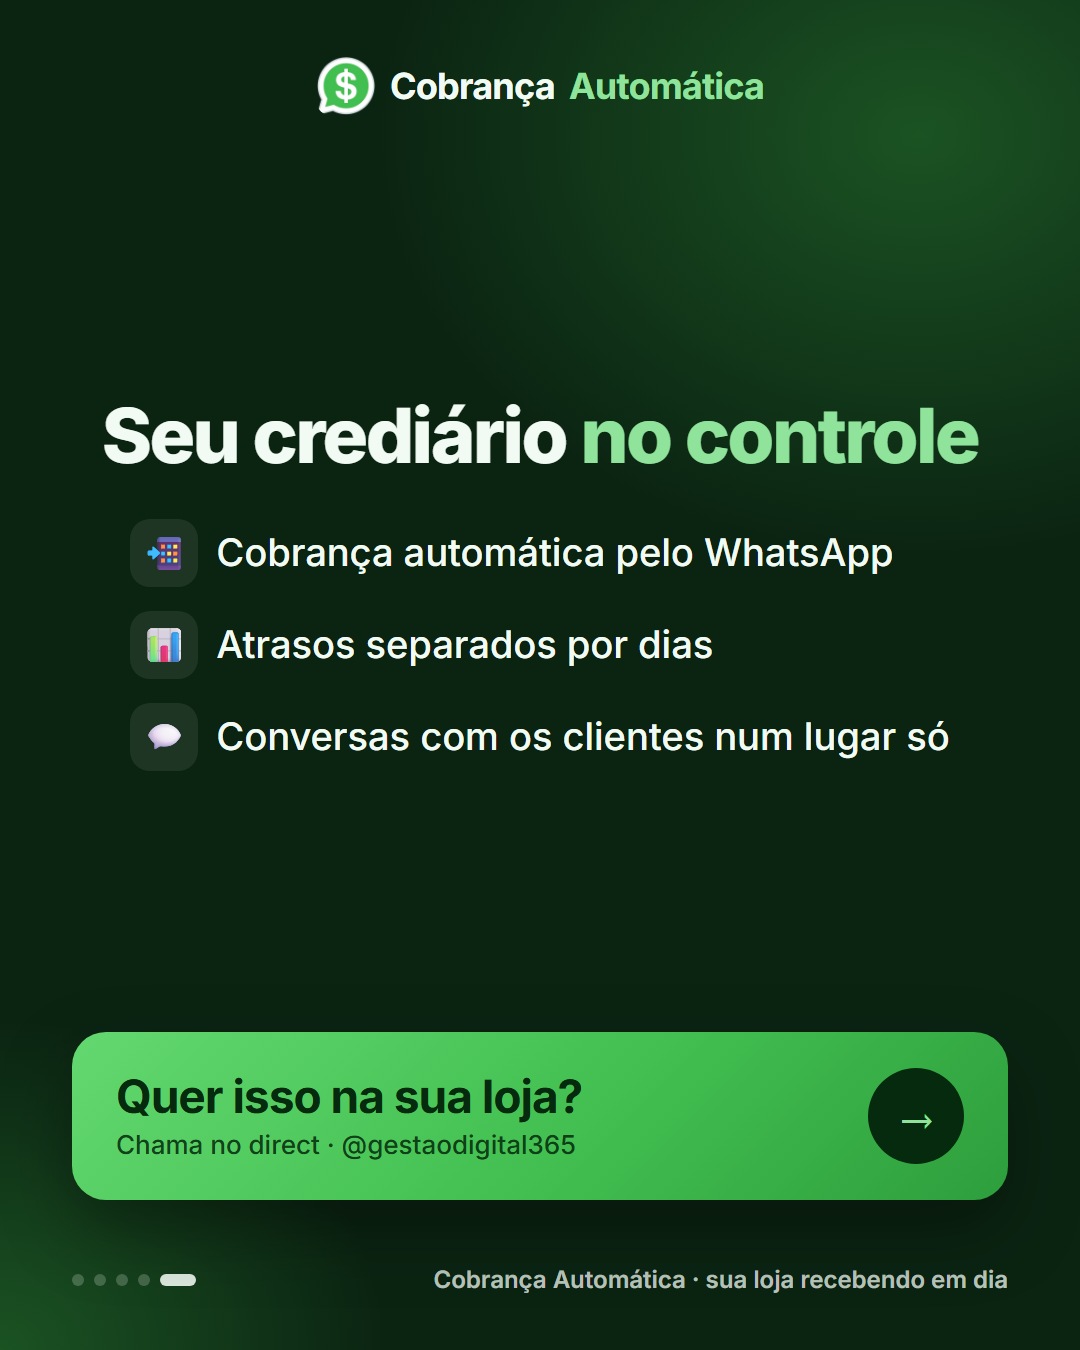 Cobrança Automática
Seu crediário no controle
Cobrança automática pelo WhatsApp
Atrasos separados por dias
Conversas com os clientes num lugar só
Quer isso na sua loja?
Chama no direct · @gestaodigital365
Cobrança Automática · sua loja recebendo em dia